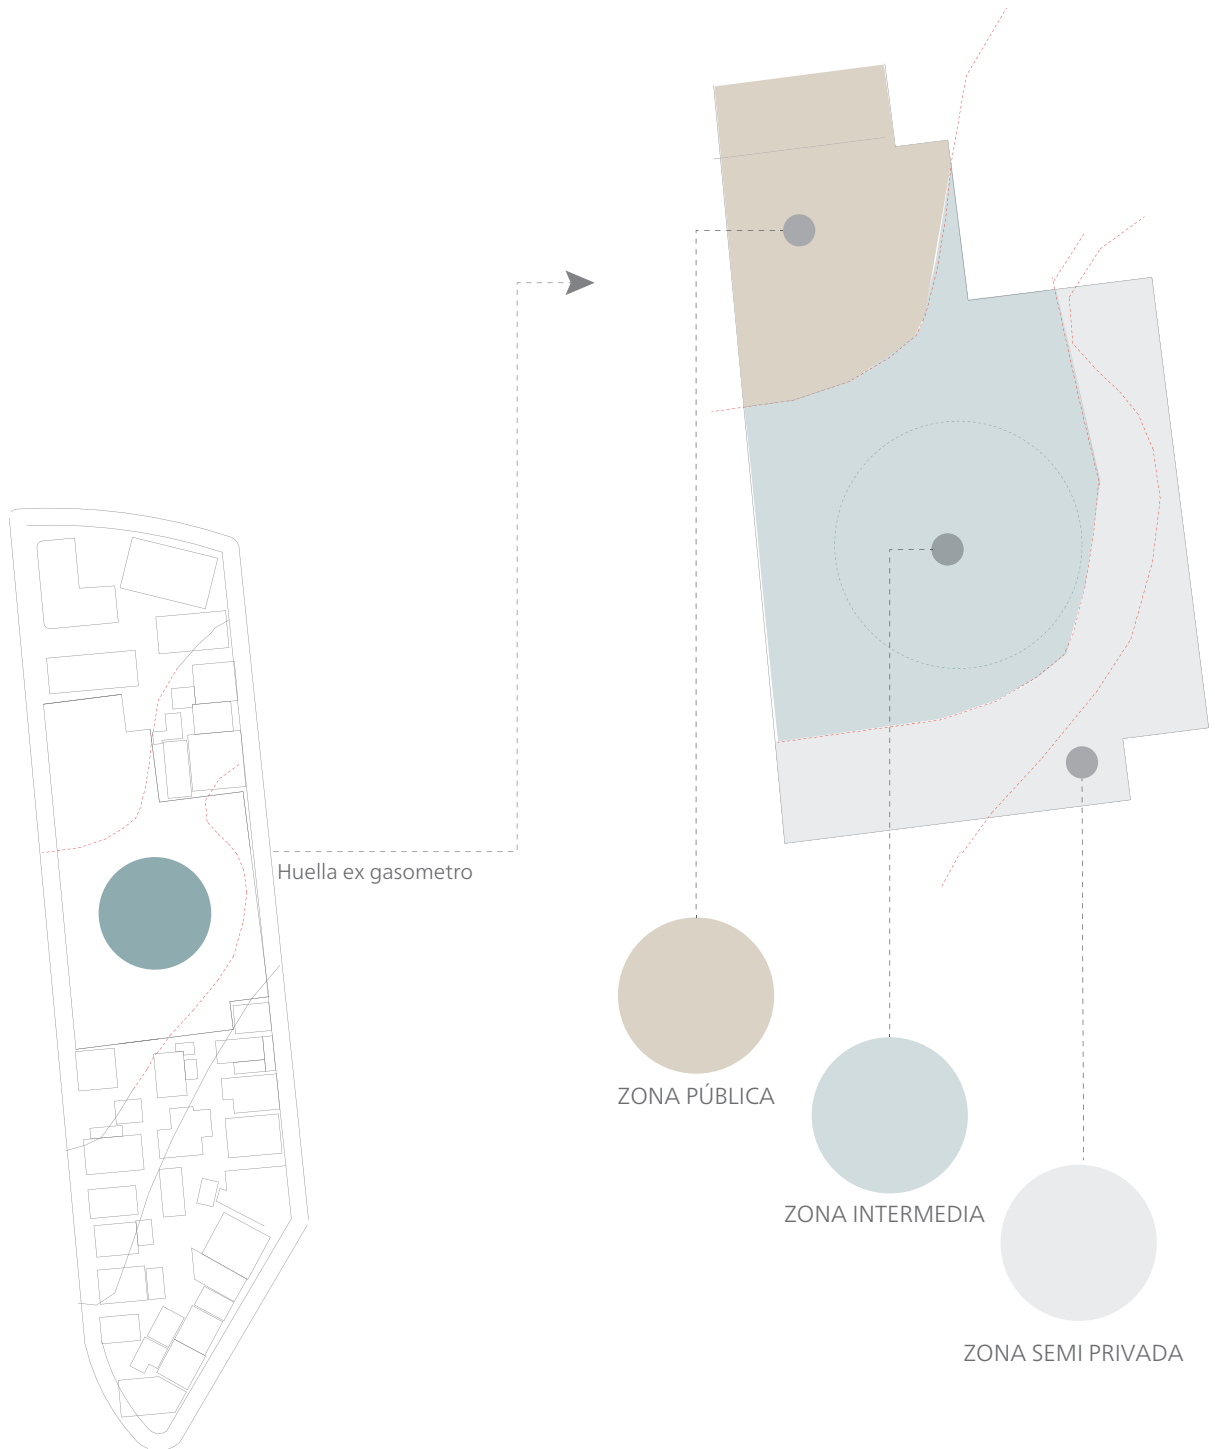 Huella ex gasometro
ZONA PÚBLICA
ZONA INTERMEDIA
ZONA SEMI PRIVADA